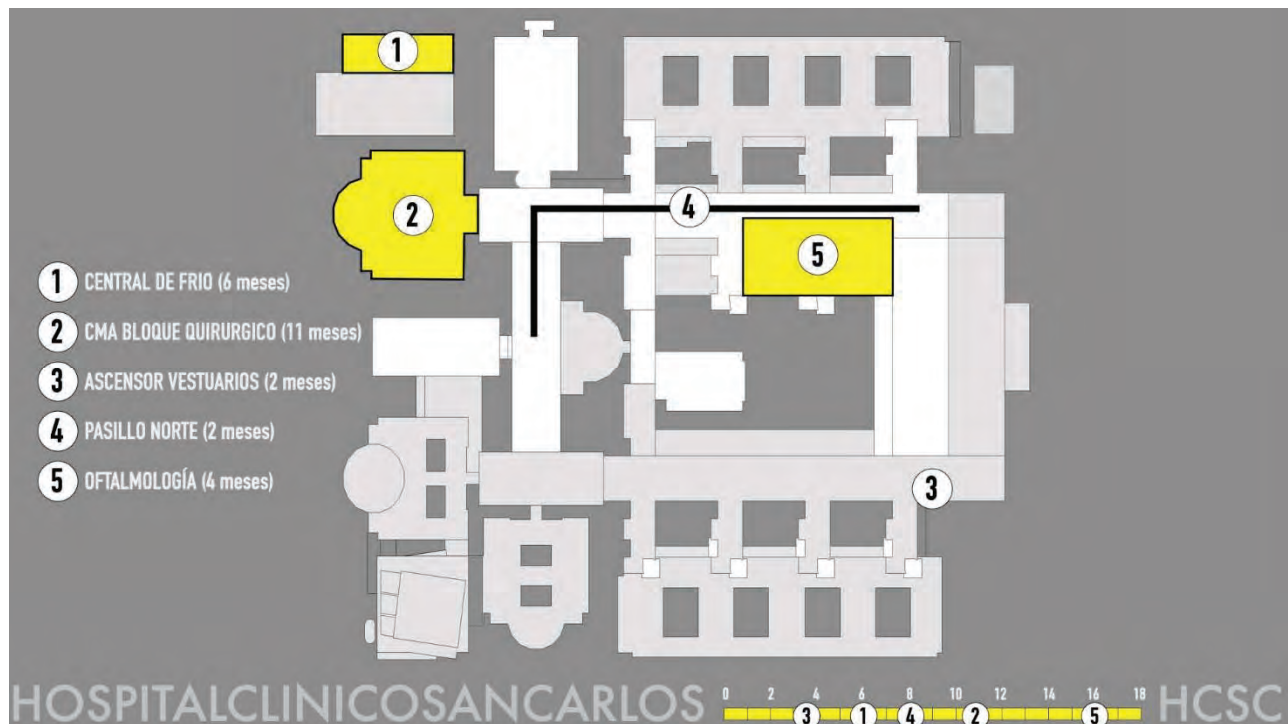 1
2
4
5
3
1 CENTRAL DE FRIO (6 meses)
2 CMA BLOQUE QUIRURGICO (11 meses)
3 ASCENSOR VESTUARIOS (2 meses)
4 PASILLO NORTE (2 meses)
5 OFTALMOLOGÍA (4 meses)
HOSPITALCLINICOSANCARLOS
0 2 4 6 8 10 12 14 16 18
3 1 4 2 5
HCSC